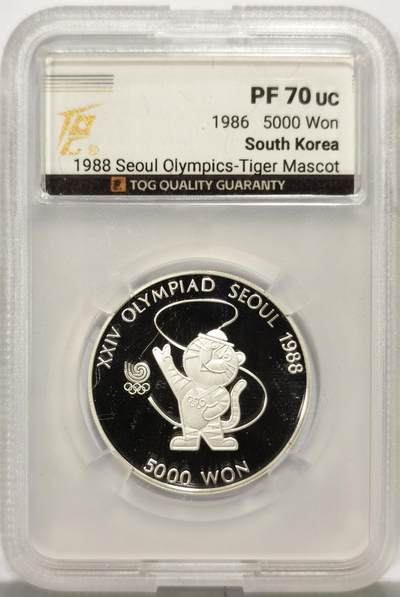 PF 70 UC
1986 5000 Won
South Korea
1988 Seoul Olympics-Tiger Mascot
TQG QUALITY GUARANTY
XXIV OLYMPIAD SEOUL 1988
5000 WON